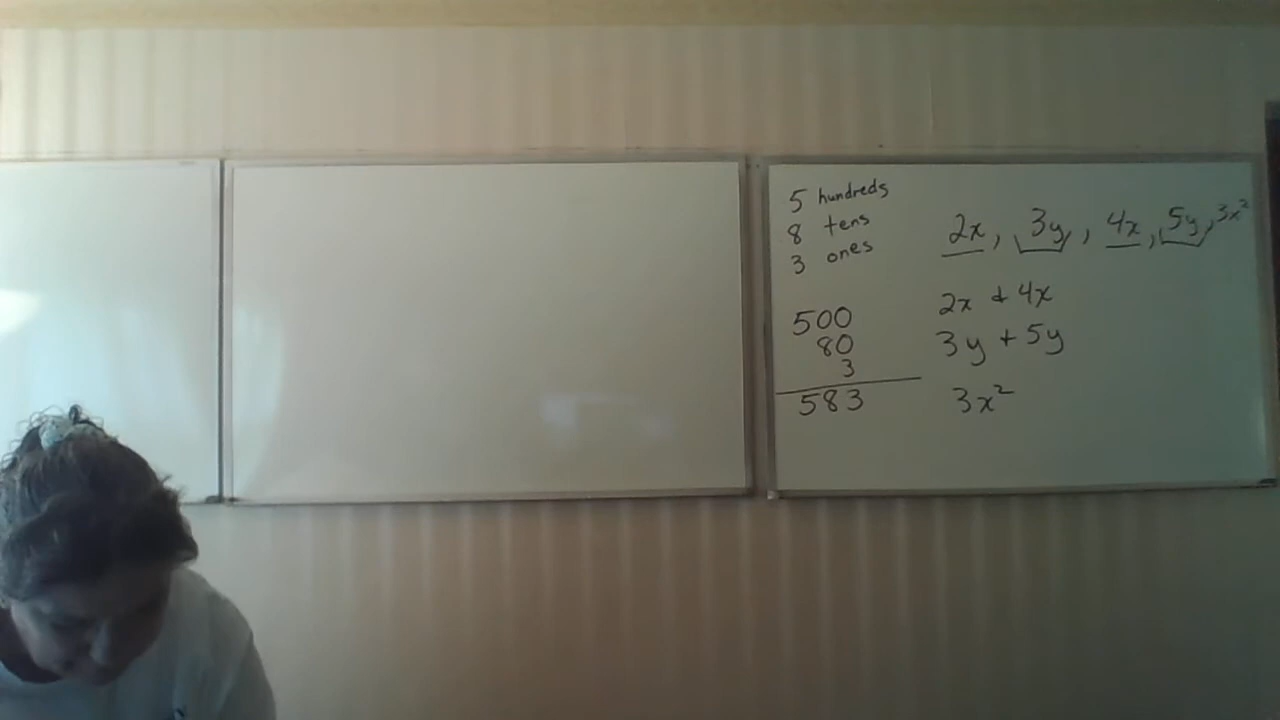 5 hundreds
8 tens
3 ones
500
80
3
583
2x, 3y, 4x, 5y, 3x²
2x & 4x
3y + 5y
3x²